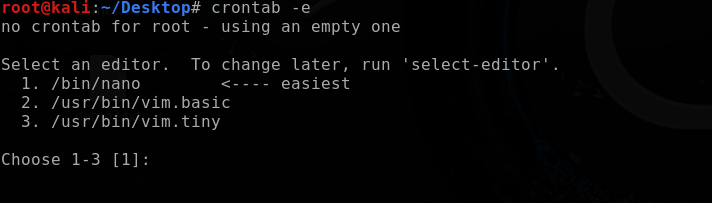 root@kali:~/Desktop# crontab -e
no crontab for root - using an empty one
Select an editor.  To change later, run 'select-editor'.
  1. /bin/nano        <---- easiest
  2. /usr/bin/vim.basic
  3. /usr/bin/vim.tiny
Choose 1-3 [1]: